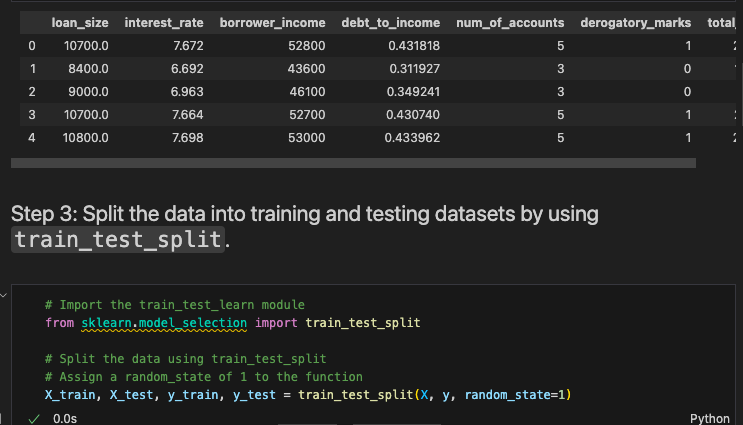 loan_size interest_rate borrower_income debt_to_income num_of_accounts derogatory_marks total_
0 10700.0 7.672 52800 0.431818 5 1
1 8400.0 6.692 43600 0.311927 3 0
2 9000.0 6.963 46100 0.349241 3 0
3 10700.0 7.664 52700 0.430740 5 1
4 10800.0 7.698 53000 0.433962 5 1
Step 3: Split the data into training and testing datasets by using
train_test_split.
# Import the train_test_learn module
from sklearn.model_selection import train_test_split
# Split the data using train_test_split
# Assign a random_state of 1 to the function
X_train, X_test, y_train, y_test = train_test_split(X, y, random_state=1)
0.0s Python